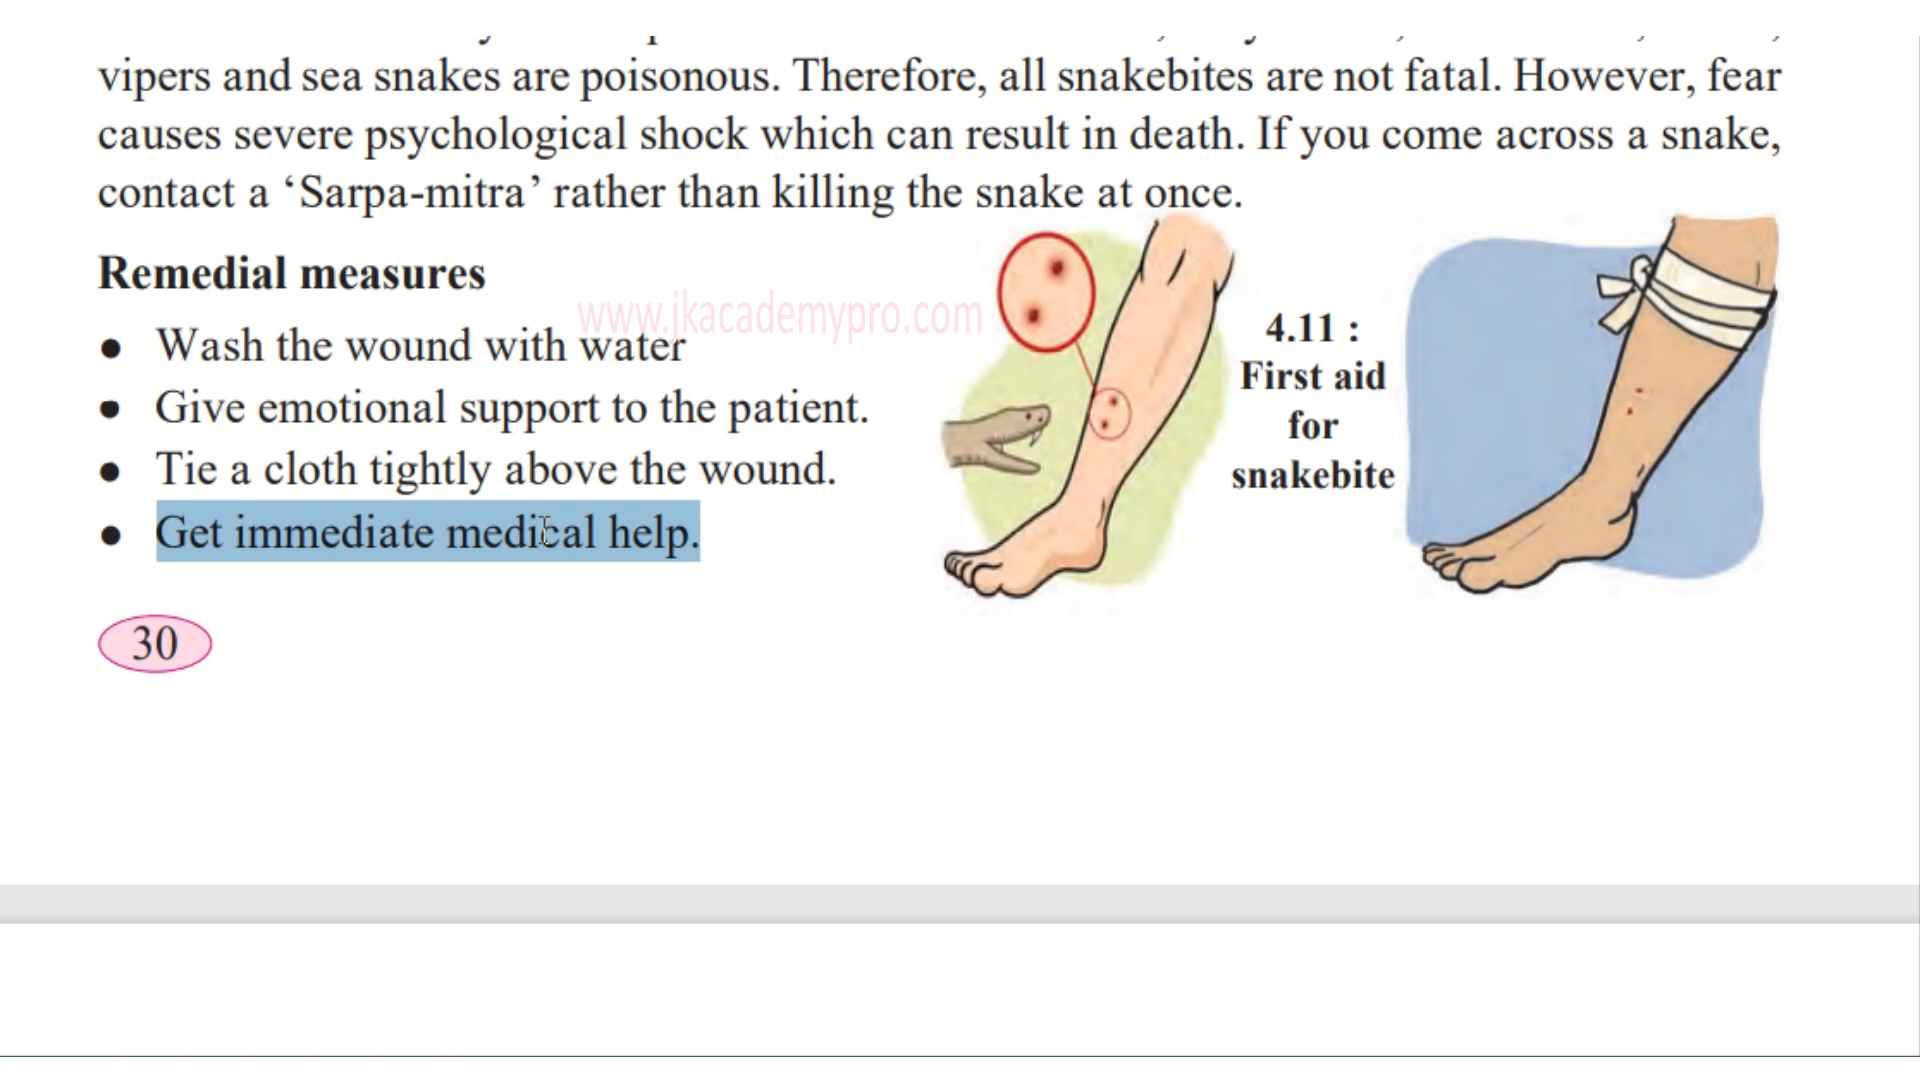 vipers and sea snakes are poisonous. Therefore, all snakebites are not fatal. However, fear
causes severe psychological shock which can result in death. If you come across a snake,
contact a ‘Sarpa-mitra’ rather than killing the snake at once.
Remedial measures
www.jkacademypro.com
● Wash the wound with water
● Give emotional support to the patient.
● Tie a cloth tightly above the wound.
● Get immediate medical help.
4.11 :
First aid
for
snakebite
30